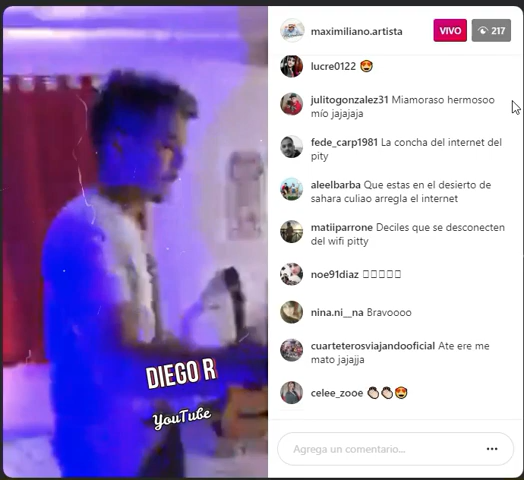 maximiliano.artista VIVO 217
lucre0122 😍
julitogonzalez31 Miamoraso hermosoo
mío jajajaja
fede_carp1981 La concha del internet del
pity
aleelbarba Que estas en el desierto de
sahara culiao arregla el internet
matiiparrone Deciles que se desconecten
del wifi pitty
noe91diaz
nina.ni__na Bravoooo
cuarteterosviajandooficial Ate ere me
mato jajajja
celee_zooe 👏🏻👏🏻😍
Agrega un comentario...
DIEGO R
YouTube